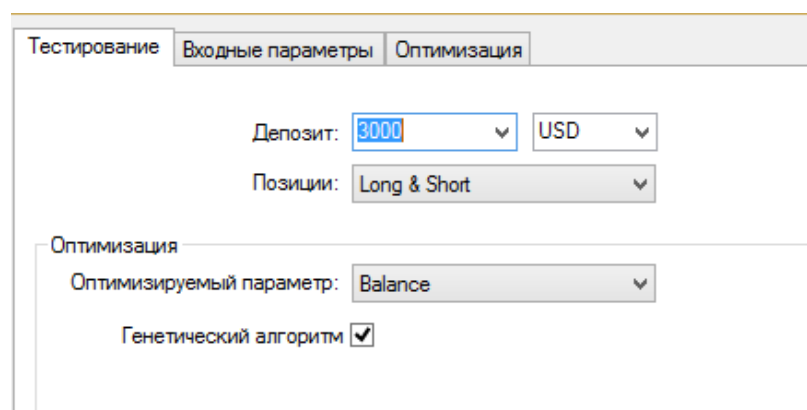 Тестирование Входные параметры Оптимизация
Депозит: 3000 USD
Позиции: Long & Short
Оптимизация
Оптимизируемый параметр: Balance
Генетический алгоритм